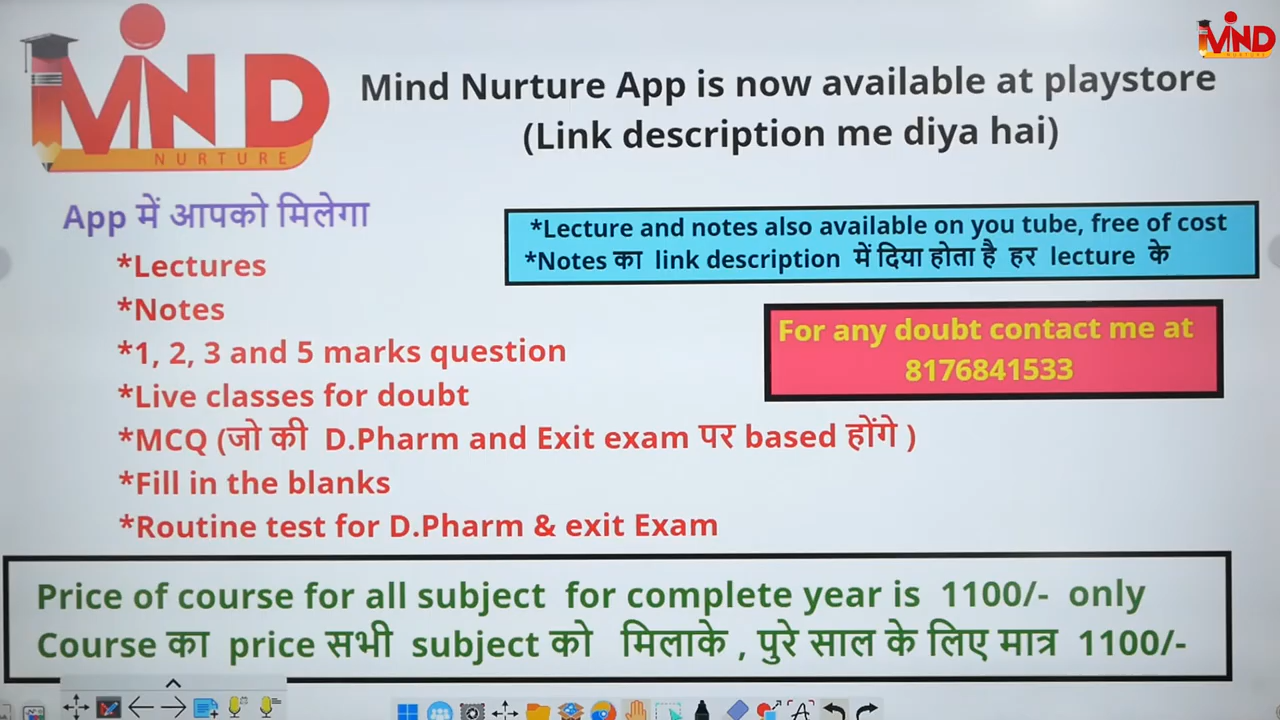 MIND
NURTURE
MIND
NURTURE
Mind Nurture App is now available at playstore
(Link description me diya hai)
App में आपको मिलेगा
*Lectures
*Notes
*1, 2, 3 and 5 marks question
*Live classes for doubt
*MCQ (जो की D.Pharm and Exit exam पर based होंगे )
*Fill in the blanks
*Routine test for D.Pharm & exit Exam
*Lecture and notes also available on you tube, free of cost
*Notes का link description में दिया होता है हर lecture के
For any doubt contact me at
8176841533
Price of course for all subject for complete year is 1100/- only
Course का price सभी subject को मिलाके , पुरे साल के लिए मात्र 1100/-